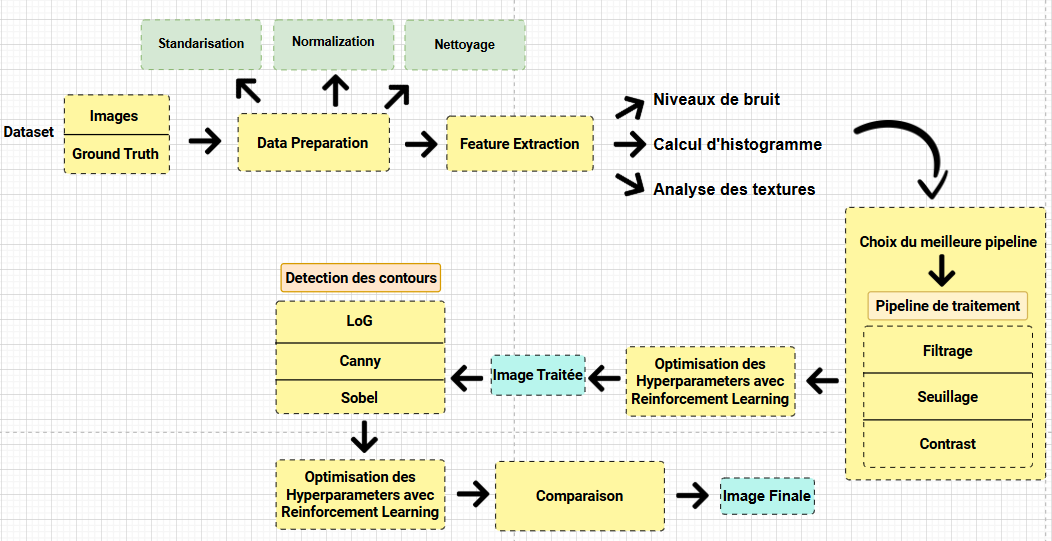 Standarisation
Normalization
Nettoyage
Dataset
Images
Ground Truth
Data Preparation
Feature Extraction
Niveaux de bruit
Calcul d'histogramme
Analyse des textures
Choix du meilleure pipeline
Pipeline de traitement
Filtrage
Seuillage
Contrast
Optimisation des
Hyperparameters avec
Reinforcement Learning
Image Traitée
Detection des contours
LoG
Canny
Sobel
Optimisation des
Hyperparameters avec
Reinforcement Learning
Comparaison
Image Finale